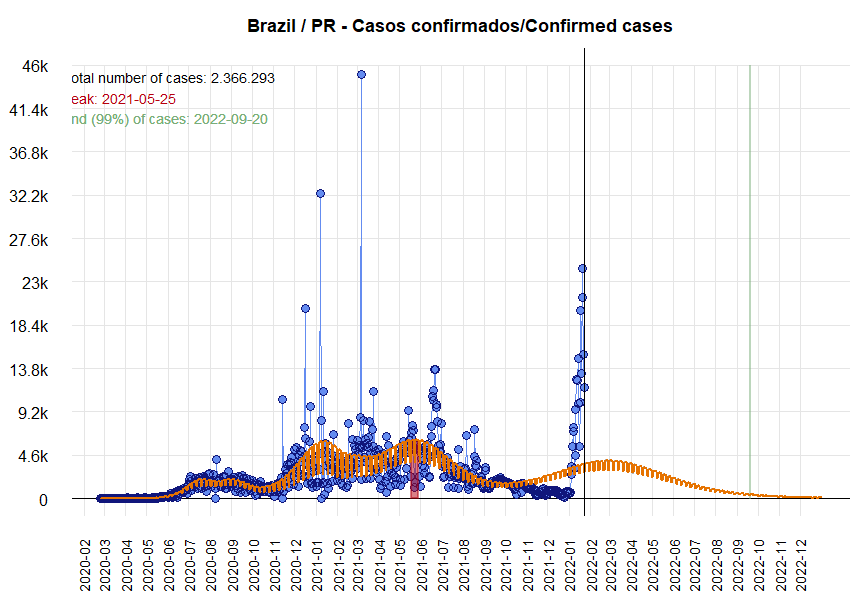 Brazil / PR - Casos confirmados/Confirmed cases
46k
41.4k
36.8k
32.2k
27.6k
23k
18.4k
13.8k
9.2k
4.6k
0
otal number of cases: 2.366.293
eak: 2021-05-25
nd (99%) of cases: 2022-09-20
2020-02
2020-03
2020-04
2020-05
2020-06
2020-07
2020-08
2020-09
2020-10
2020-11
2020-12
2021-01
2021-02
2021-03
2021-04
2021-05
2021-06
2021-07
2021-08
2021-09
2021-10
2021-11
2021-12
2022-01
2022-02
2022-03
2022-04
2022-05
2022-06
2022-07
2022-08
2022-09
2022-10
2022-11
2022-12